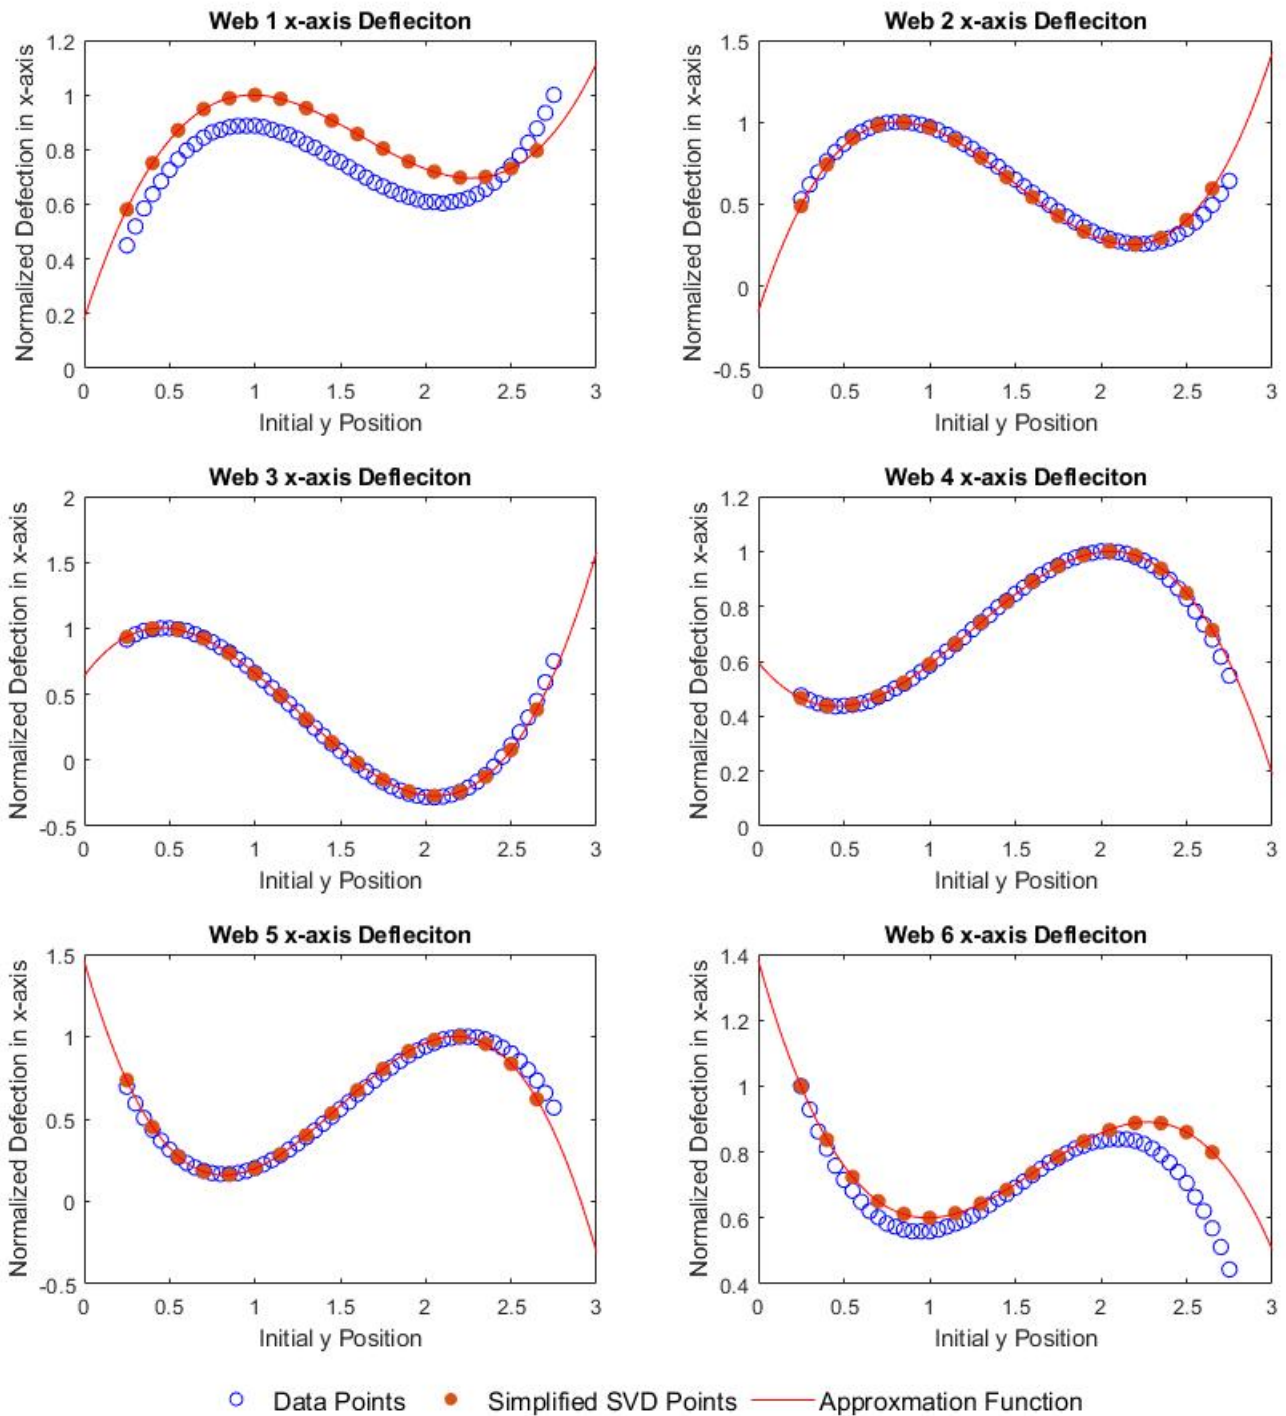 Web 1 x-axis Defleciton
Normalized Defection in x-axis
1.2
1
0.8
0.6
0.4
0.2
0
0 0.5 1 1.5 2 2.5 3
Initial y Position
Web 2 x-axis Defleciton
Normalized Defection in x-axis
1.5
1
0.5
0
-0.5
0 0.5 1 1.5 2 2.5 3
Initial y Position
Web 3 x-axis Defleciton
Normalized Defection in x-axis
2
1.5
1
0.5
0
-0.5
0 0.5 1 1.5 2 2.5 3
Initial y Position
Web 4 x-axis Defleciton
Normalized Defection in x-axis
1.2
1
0.8
0.6
0.4
0.2
0
0 0.5 1 1.5 2 2.5 3
Initial y Position
Web 5 x-axis Defleciton
Normalized Defection in x-axis
1.5
1
0.5
0
-0.5
0 0.5 1 1.5 2 2.5 3
Initial y Position
Web 6 x-axis Defleciton
Normalized Defection in x-axis
1.4
1.2
1
0.8
0.6
0.4
0 0.5 1 1.5 2 2.5 3
Initial y Position
Data Points Simplified SVD Points Approxmation Function